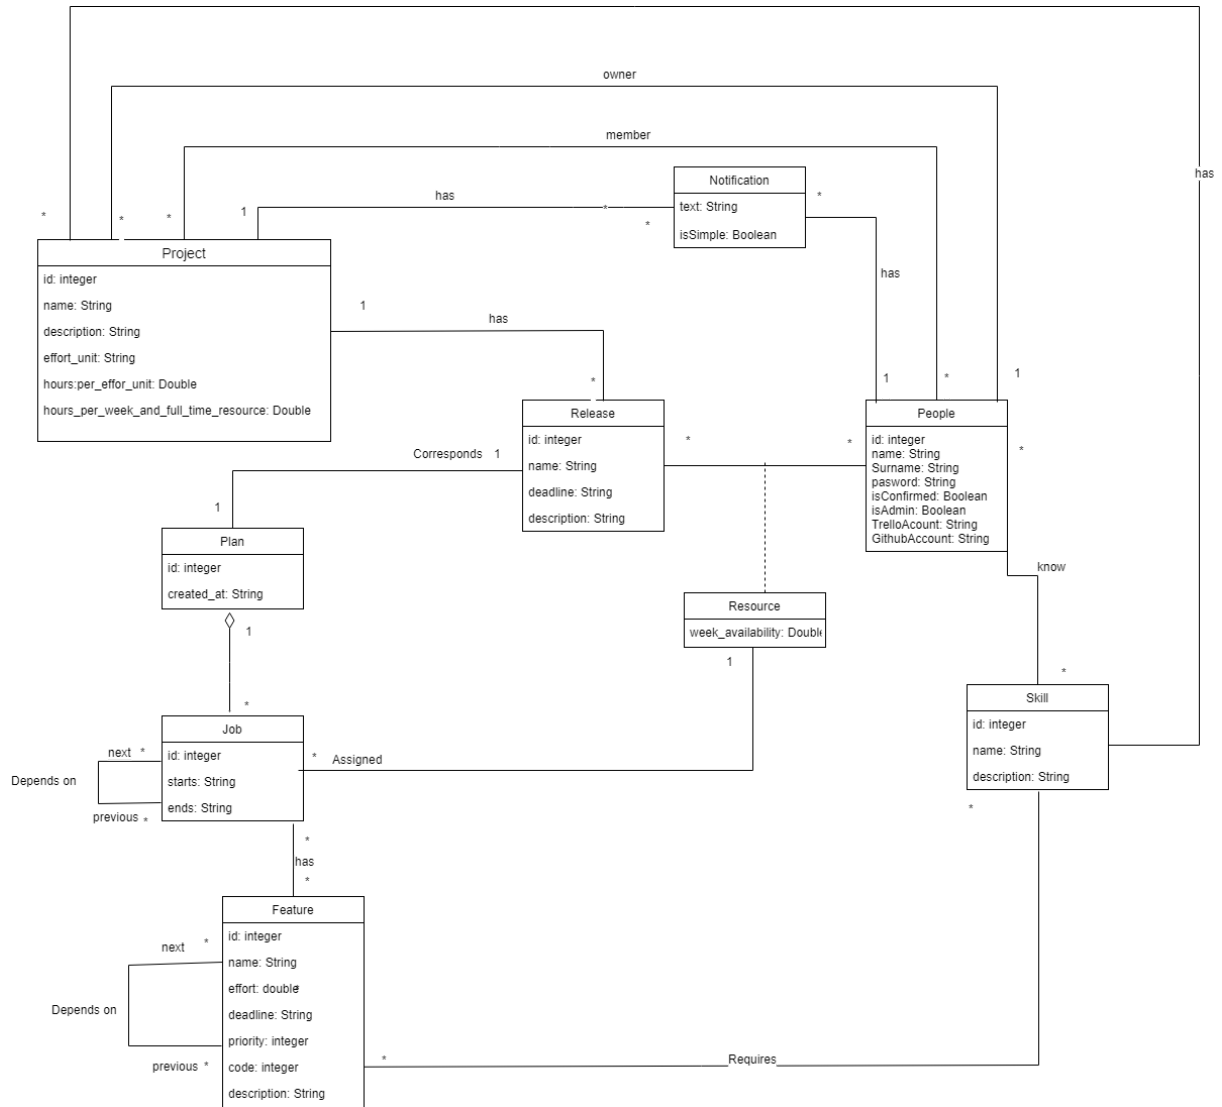 owner
member
has
Notification
text: String
isSimple: Boolean
has
1
*
*
*
*
*
*
*
has
Project
id: integer
name: String
description: String
effort_unit: String
hours:per_effor_unit: Double
hours_per_week_and_full_time_resource: Double
1
has
*
has
1
*
1
Release
id: integer
name: String
deadline: String
description: String
*
*
People
id: integer
name: String
Surname: String
pasword: String
isConfirmed: Boolean
isAdmin: Boolean
TrelloAcount: String
GithubAccount: String
*
Corresponds 1
1
Plan
id: integer
created_at: String
1
*
know
Resource
week_availability: Double
1
*
Skill
id: integer
name: String
description: String
*
Job
id: integer
starts: String
ends: String
next *
Depends on
previous *
* Assigned
*
has
*
Feature
id: integer
name: String
effort: double
deadline: String
priority: integer
code: integer
description: String
next *
Depends on
previous *
*
Requires